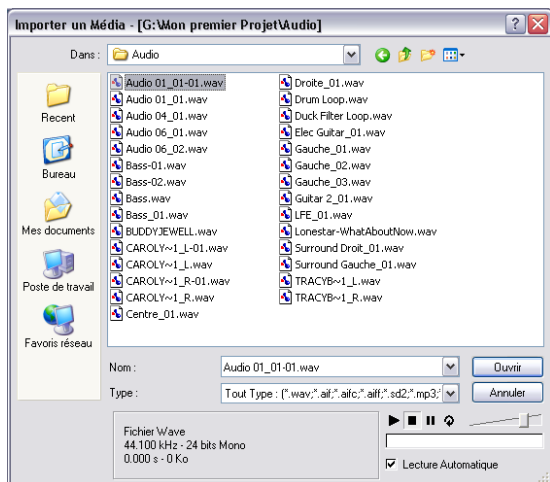 Importer un Média - [G:\Mon premier Projet\Audio]
Dans :
Audio
Recent
Bureau
Mes documents
Poste de travail
Favoris réseau
Audio 01_01-01.wav
Audio 01_01.wav
Audio 04_01.wav
Audio 06_01.wav
Audio 06_02.wav
Bass-01.wav
Bass-02.wav
Bass.wav
Bass_01.wav
BUDDYJEWELL.wav
CAROLY~1_L-01.wav
CAROLY~1_L.wav
CAROLY~1_R-01.wav
CAROLY~1_R.wav
Centre_01.wav
Droite_01.wav
Drum Loop.wav
Duck Filter Loop.wav
Elec Guitar_01.wav
Gauche_01.wav
Gauche_02.wav
Gauche_03.wav
Guitar 2_01.wav
LFE_01.wav
Lonestar-WhatAboutNow.wav
Surround Droit_01.wav
Surround Gauche_01.wav
TRACYB~1_L.wav
TRACYB~1_R.wav
Nom :
Audio 01_01-01.wav
Ouvrir
Type :
Tout Type : (*.wav;*.aif;*.aifc;*.aiff;*.sd2;*.mp3;
Annuler
Fichier Wave
44.100 kHz - 24 bits Mono
0.000 s - 0 Ko
Lecture Automatique